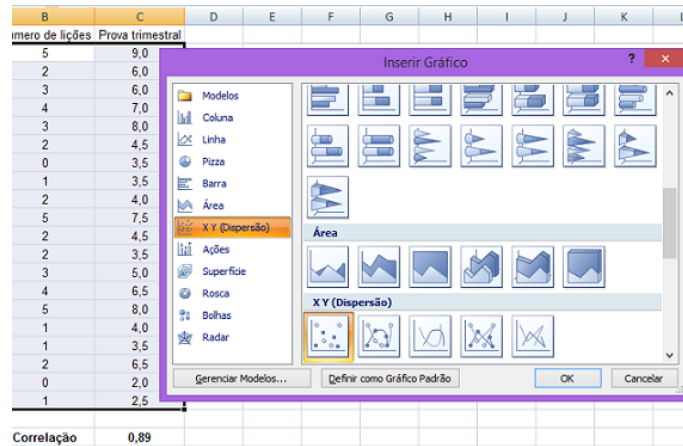 B C D E F G H I J K L
úmero de lições Prova trimestral
5 9,0
2 6,0
3 6,0
4 7,0
3 8,0
2 4,5
0 3,5
1 3,5
2 4,0
5 7,5
2 4,5
2 3,5
3 5,0
4 6,5
5 8,0
1 4,0
1 3,5
2 6,5
0 2,0
1 2,5
Correlação 0,89
Inserir Gráfico ? x
Modelos
Coluna
Linha
Pizza
Barra
Área
X Y (Dispersão)
Ações
Superfície
Rosca
Bolhas
Radar
Área
X Y (Dispersão)
Gerenciar Modelos... Definir como Gráfico Padrão OK Cancelar